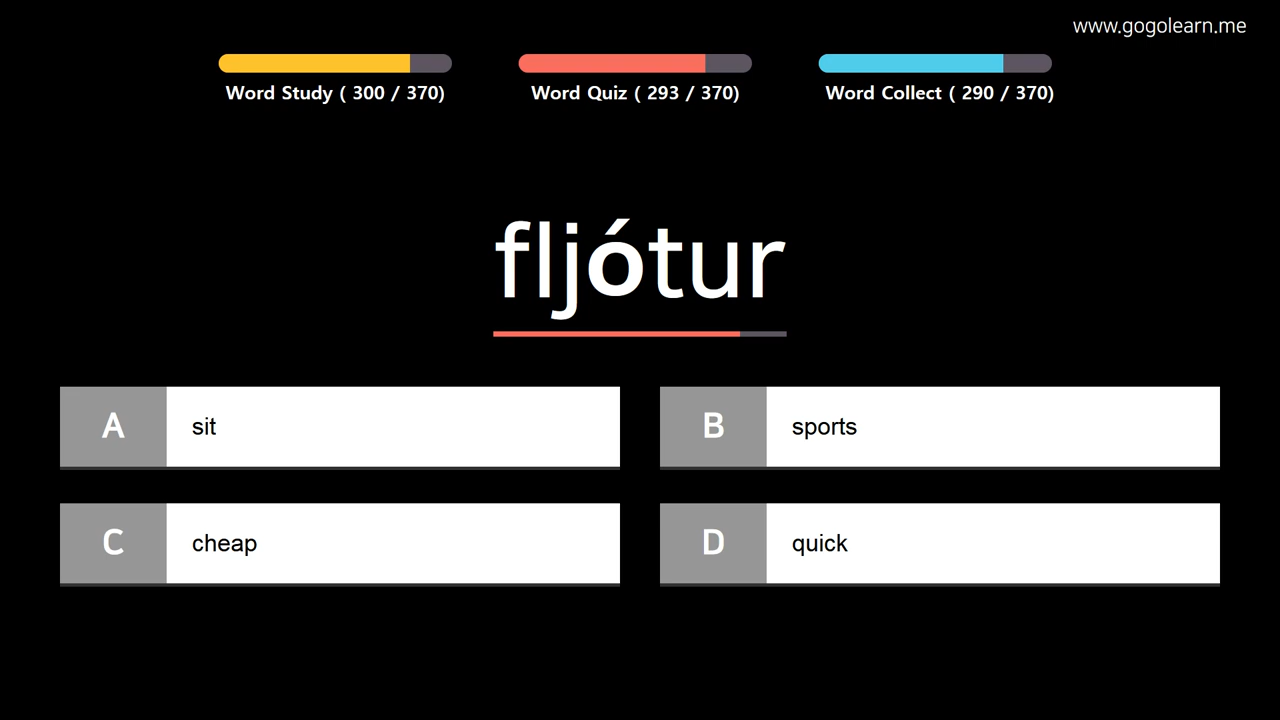 www.gogolearn.me
Word Study ( 300 / 370)
Word Quiz ( 293 / 370)
Word Collect ( 290 / 370)
fljótur
A sit
B sports
C cheap
D quick